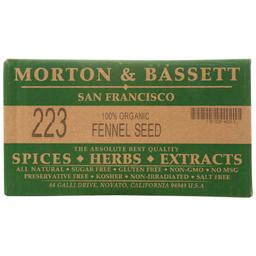 MORTON & BASSETT
SAN FRANCISCO
223
100% ORGANIC
FENNEL SEED
THE ABSOLUTE BEST QUALITY
SPICES • HERBS • EXTRACTS
ALL NATURAL • SUGAR FREE • GLUTEN FREE • NON-GMO • NO MSG
PRESERVATIVE FREE • KOSHER • NON-IRRADIATED • SALT FREE
84 GALLI DRIVE, NOVATO, CALIFORNIA 94949 U.S.A